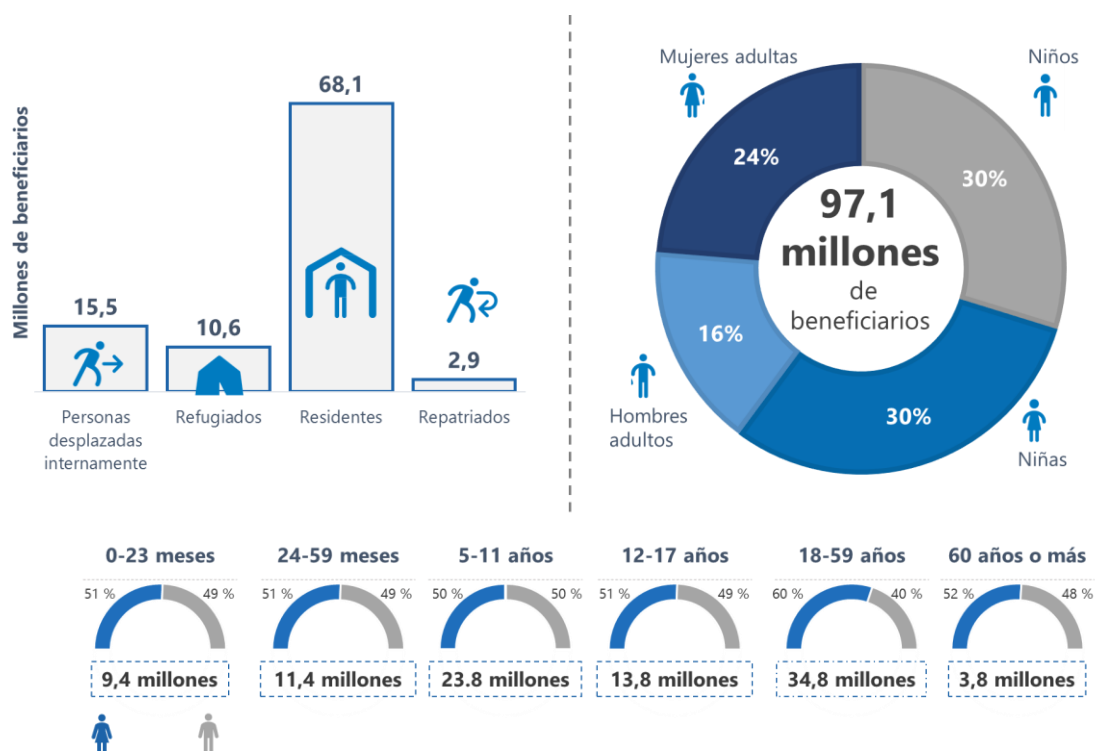 Millones de beneficiarios
68,1
15,5
10,6
2,9
Personas
desplazadas
internamente
Refugiados
Residentes
Repatriados
Mujeres adultas
Niños
24%
30%
97,1
millones
de
beneficiarios
16%
30%
Hombres
adultos
Niñas
0-23 meses
24-59 meses
5-11 años
12-17 años
18-59 años
60 años o más
51 %
49 %
51 %
49 %
50 %
50 %
51 %
49 %
60 %
40 %
52 %
48 %
9,4 millones
11,4 millones
23.8 millones
13,8 millones
34,8 millones
3,8 millones